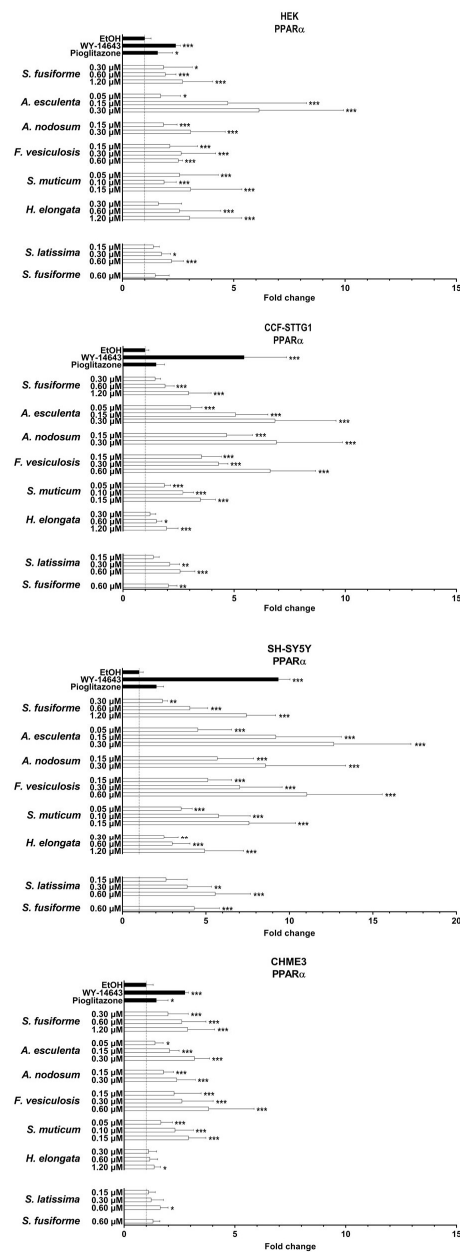 HEK
PPARα
EtOH
WY-14643 ***
Pioglitazone *
0.30 µM *
S. fusiforme 0.60 µM ***
1.20 µM ***
0.05 µM *
A. esculenta 0.15 µM ***
0.30 µM ***
A. nodosum 0.15 µM ***
0.30 µM ***
0.15 µM ***
F. vesiculosis 0.30 µM ***
0.60 µM ***
0.05 µM ***
S. muticum 0.10 µM ***
0.15 µM ***
0.30 µM
H. elongata 0.60 µM ***
1.20 µM ***
0.15 µM
S. latissima 0.30 µM *
0.60 µM ***
S. fusiforme 0.60 µM
0 5 10 15
Fold change
CCF-STTG1
PPARα
EtOH
WY-14643 ***
Pioglitazone
0.30 µM
S. fusiforme 0.60 µM ***
1.20 µM ***
0.05 µM ***
A. esculenta 0.15 µM ***
0.30 µM ***
A. nodosum 0.15 µM ***
0.30 µM ***
0.15 µM ***
F. vesiculosis 0.30 µM ***
0.60 µM ***
0.05 µM ***
S. muticum 0.10 µM ***
0.15 µM ***
0.30 µM
H. elongata 0.60 µM *
1.20 µM ***
0.15 µM
S. latissima 0.30 µM **
0.60 µM ***
S. fusiforme 0.60 µM **
0 5 10 15
Fold change
SH-SY5Y
PPARα
EtOH
WY-14643 ***
Pioglitazone
0.30 µM **
S. fusiforme 0.60 µM ***
1.20 µM ***
0.05 µM ***
A. esculenta 0.15 µM ***
0.30 µM ***
A. nodosum 0.15 µM ***
0.30 µM ***
0.15 µM ***
F. vesiculosis 0.30 µM ***
0.60 µM ***
0.05 µM ***
S. muticum 0.10 µM ***
0.15 µM ***
0.30 µM **
H. elongata 0.60 µM ***
1.20 µM ***
0.15 µM
S. latissima 0.30 µM **
0.60 µM ***
S. fusiforme 0.60 µM ***
0 5 10 15 20
Fold change
CHME3
PPARα
EtOH
WY-14643 ***
Pioglitazone *
0.30 µM ***
S. fusiforme 0.60 µM ***
1.20 µM ***
0.05 µM *
A. esculenta 0.15 µM ***
0.30 µM ***
A. nodosum 0.15 µM ***
0.30 µM ***
0.15 µM ***
F. vesiculosis 0.30 µM ***
0.60 µM ***
0.05 µM ***
S. muticum 0.10 µM ***
0.15 µM ***
0.30 µM
H. elongata 0.60 µM
1.20 µM *
0.15 µM
S. latissima 0.30 µM
0.60 µM *
S. fusiforme 0.60 µM
0 5 10 15
Fold change